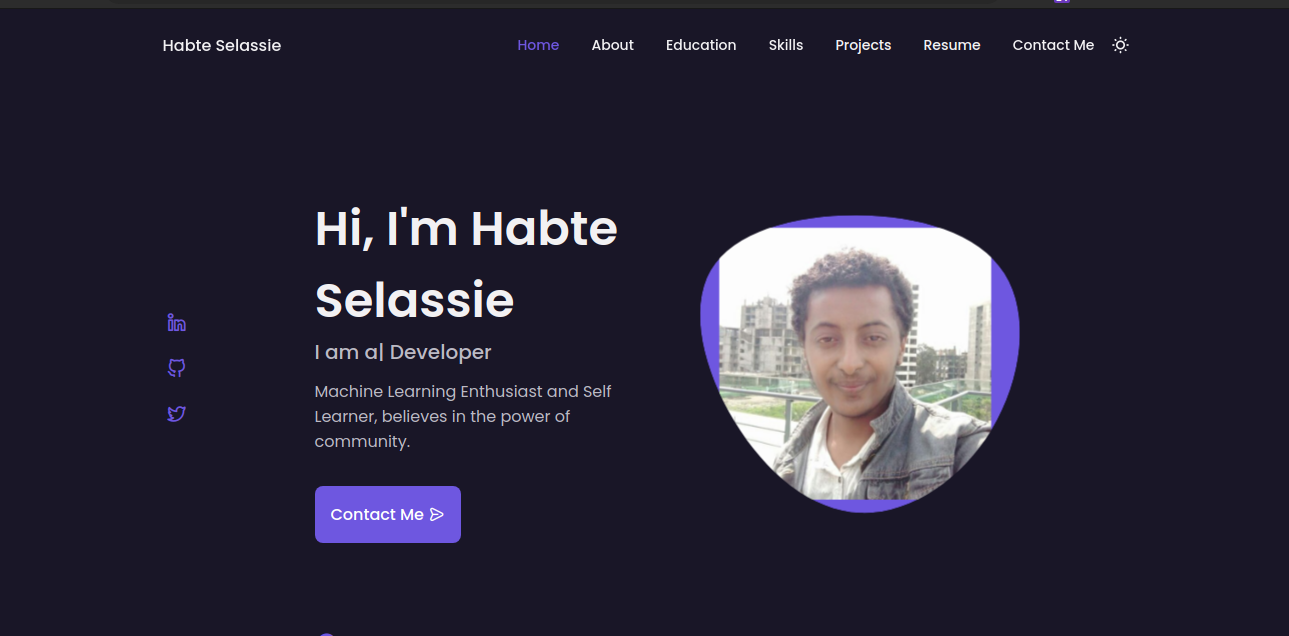 Habte Selassie
Home About Education Skills Projects Resume Contact Me
Hi, I'm Habte
Selassie
I am a| Developer
Machine Learning Enthusiast and Self
Learner, believes in the power of
community.
Contact Me